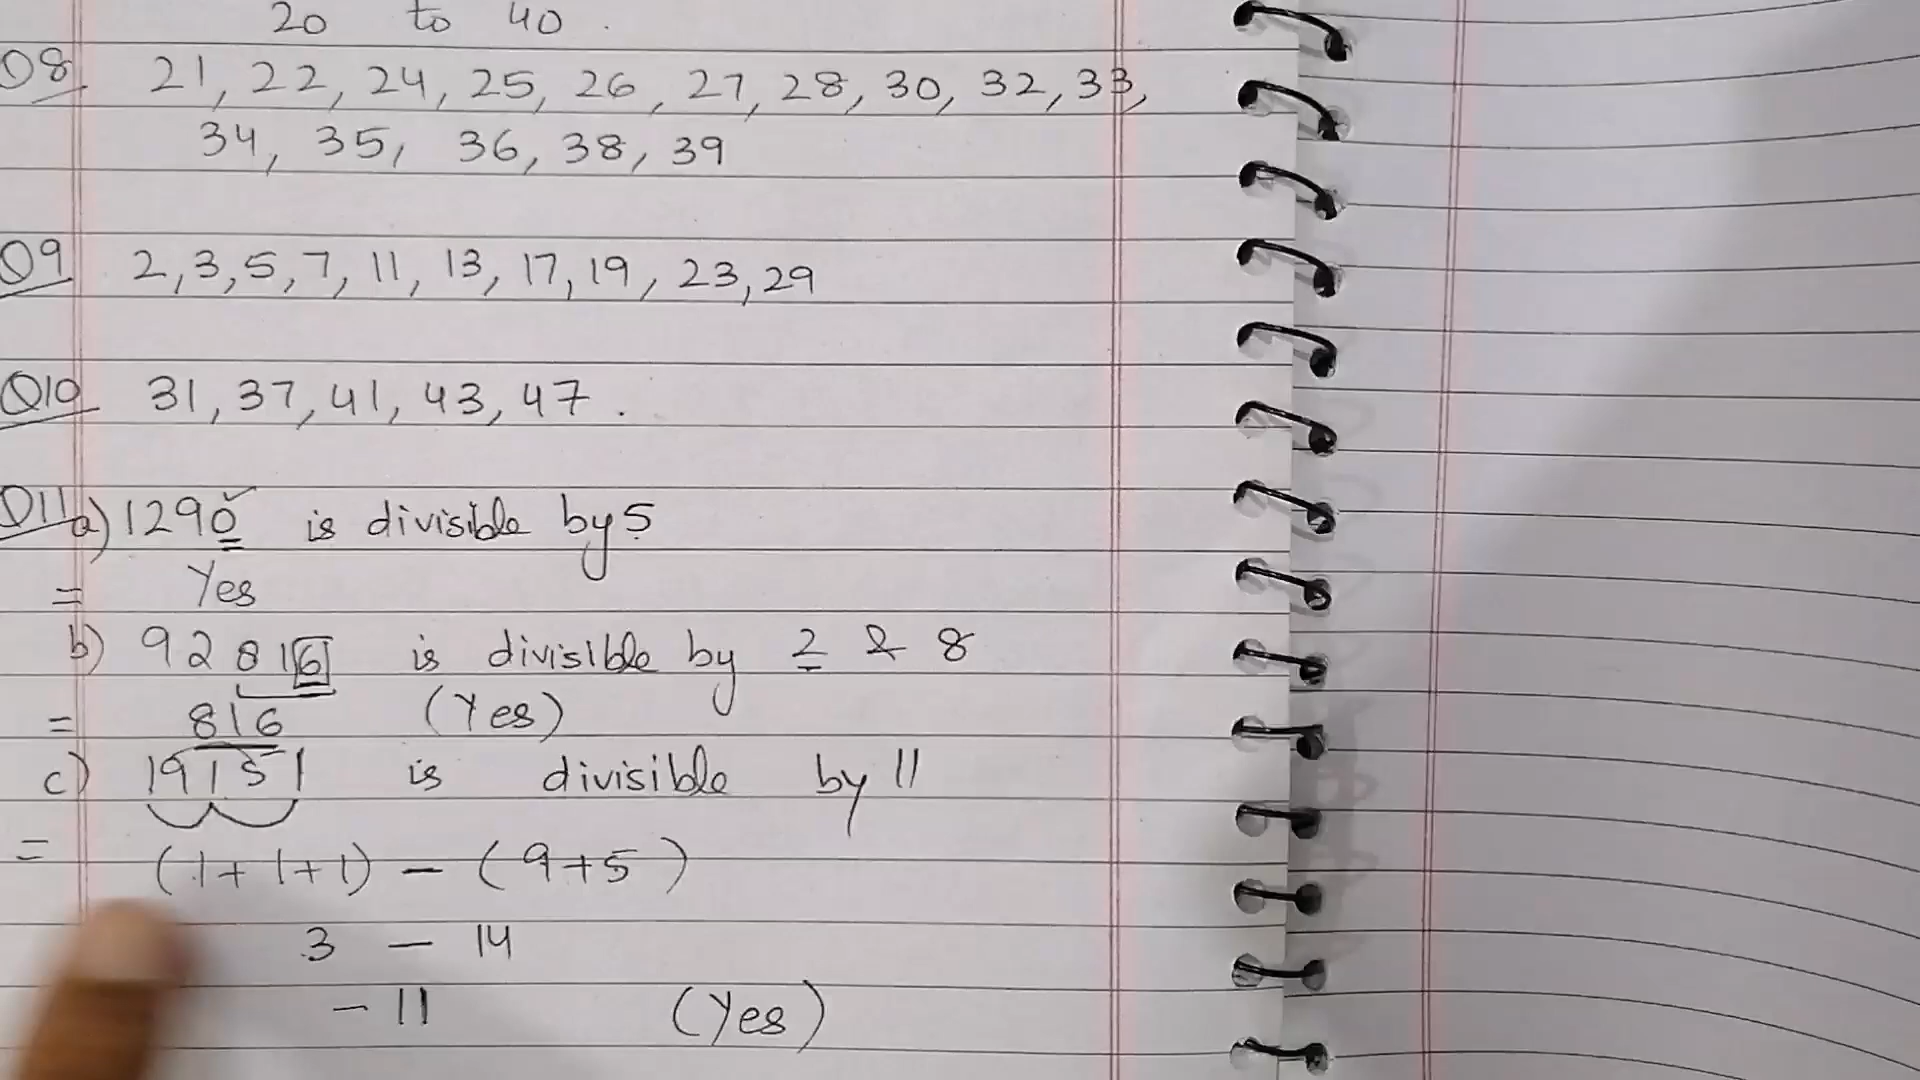 20 to 40.
Q8 21, 22, 24, 25, 26, 27, 28, 30, 32, 33,
34, 35, 36, 38, 39
Q9 2, 3, 5, 7, 11, 13, 17, 19, 23, 29
Q10 31, 37, 41, 43, 47.
Q11 a) 1290 is divisible by 5
= Yes
b) 92816 is divisible by 2 & 8
= 816 (Yes)
c) 19151 is divisible by 11
= (1+1+1) - (9+5)
3 - 14
- 11 (Yes)